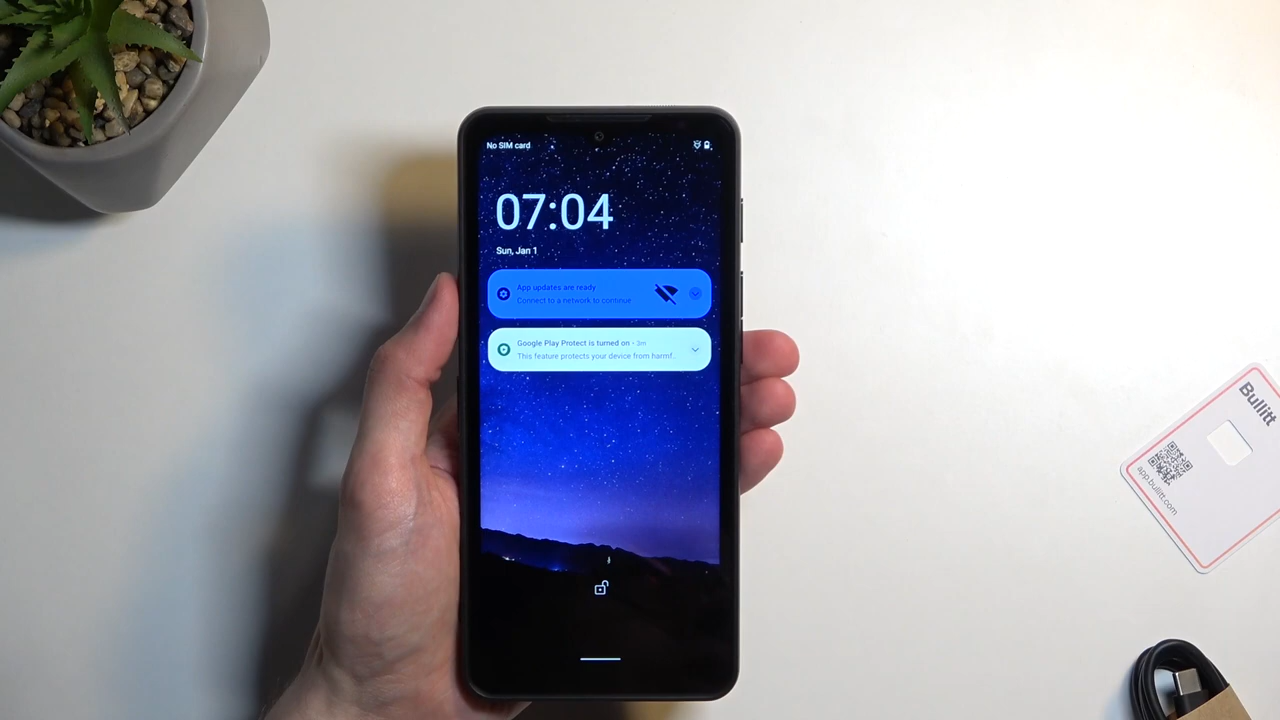 No SIM card
07:04
Sun, Jan 1
App updates are ready
Connect to a network to continue
Google Play Protect is turned on • 3m
This feature protects your device from harmf..
Bullitt
app.bullitt.com